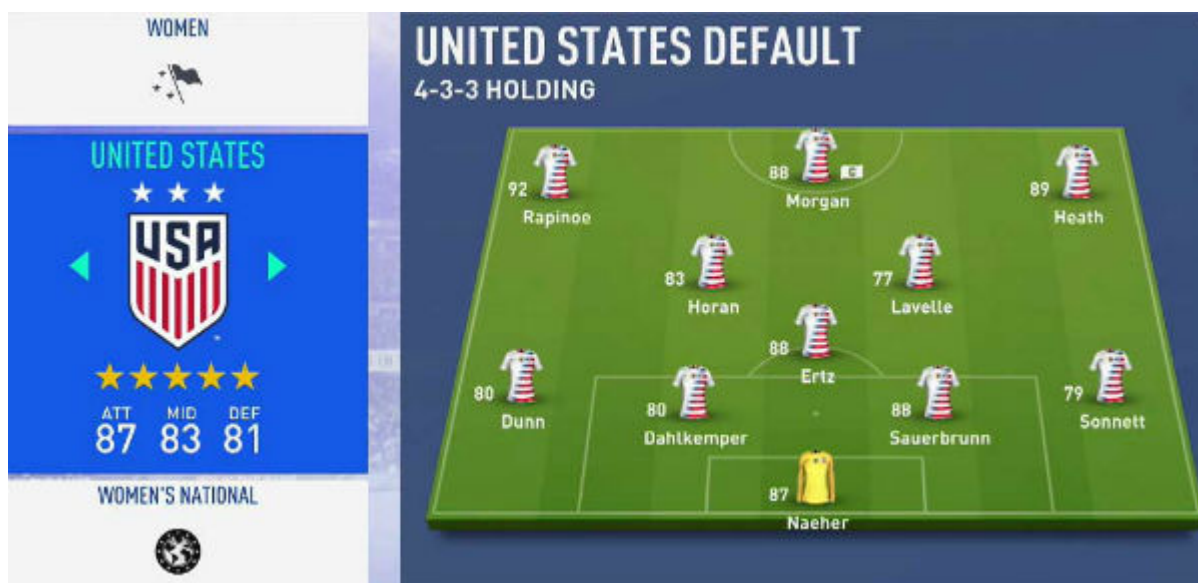 WOMEN
UNITED STATES
USA
ATT MID DEF
87 83 81
WOMEN'S NATIONAL
UNITED STATES DEFAULT
4-3-3 HOLDING
92
Rapinoe
88 C
Morgan
89
Heath
83
Horan
77
Lavelle
88
Ertz
80
Dunn
80
Dahlkemper
88
Sauerbrunn
79
Sonnett
87
Naeher